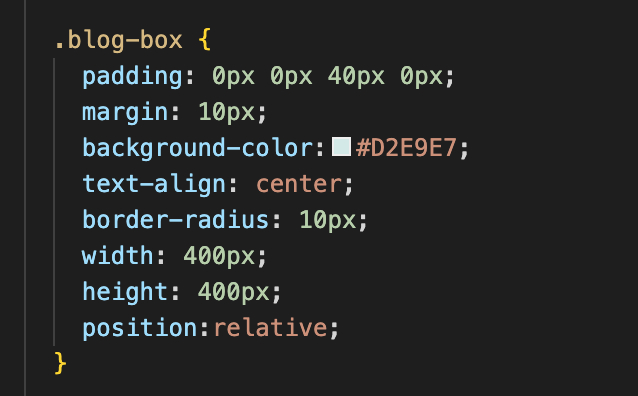 .blog-box {
padding: 0px 0px 40px 0px;
margin: 10px;
background-color: #D2E9E7;
text-align: center;
border-radius: 10px;
width: 400px;
height: 400px;
position:relative;
}